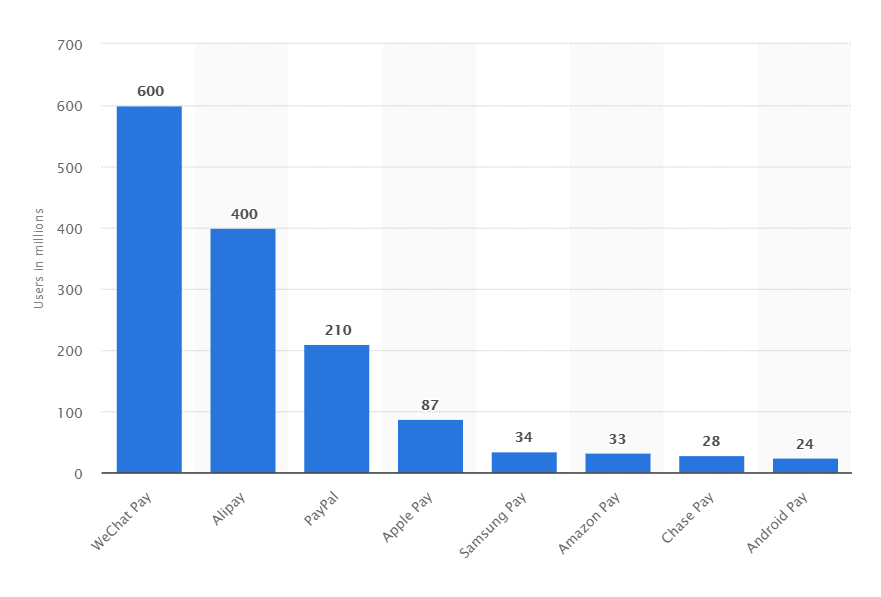 700
600
500
400
300
200
100
0
Users in millions
600
400
210
87
34
33
28
24
WeChat Pay
Alipay
PayPal
Apple Pay
Samsung Pay
Amazon Pay
Chase Pay
Android Pay